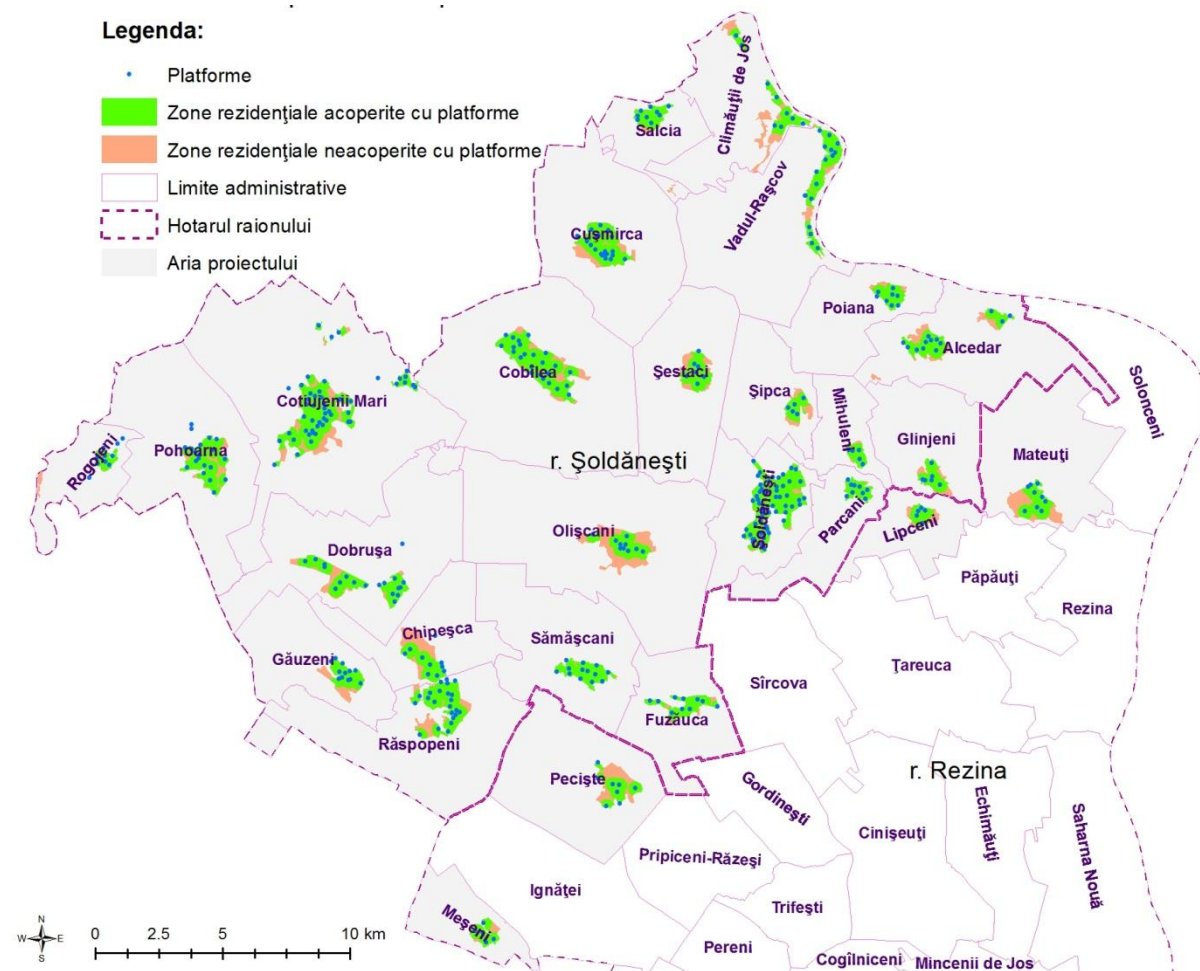 Legenda:
Platforme
Zone rezidenţiale acoperite cu platforme
Zone rezidenţiale neacoperite cu platforme
Limite administrative
Hotarul raionului
Aria proiectului
Climăuţii de Jos
Salcia
Vadul-Raşcov
Cuşmirca
Poiana
Alcedar
Solonceni
Cobîlea
Şestaci
Şipca
Mihuleni
Cotiujenii Mari
Glinjeni
Mateuţi
Rogojeni
Pohoarna
r. Şoldăneşti
Şoldăneşti
Parcani
Lipceni
Olişcani
Dobruşa
Păpăuţi
Rezina
Chipeşca
Sămăşcani
Găuzeni
Sîrcova
Ţareuca
Fuzăuca
Răspopeni
Pecişte
r. Rezina
Gordineşti
Echimăuţi
Cinişeuţi
Saharna Nouă
Pripiceni-Răzeşi
Ignăţei
Trifeşti
Meşeni
Pereni
Cogîlniceni
Mincenii de Jos
N
W
E
S
0 2.5 5 10 km